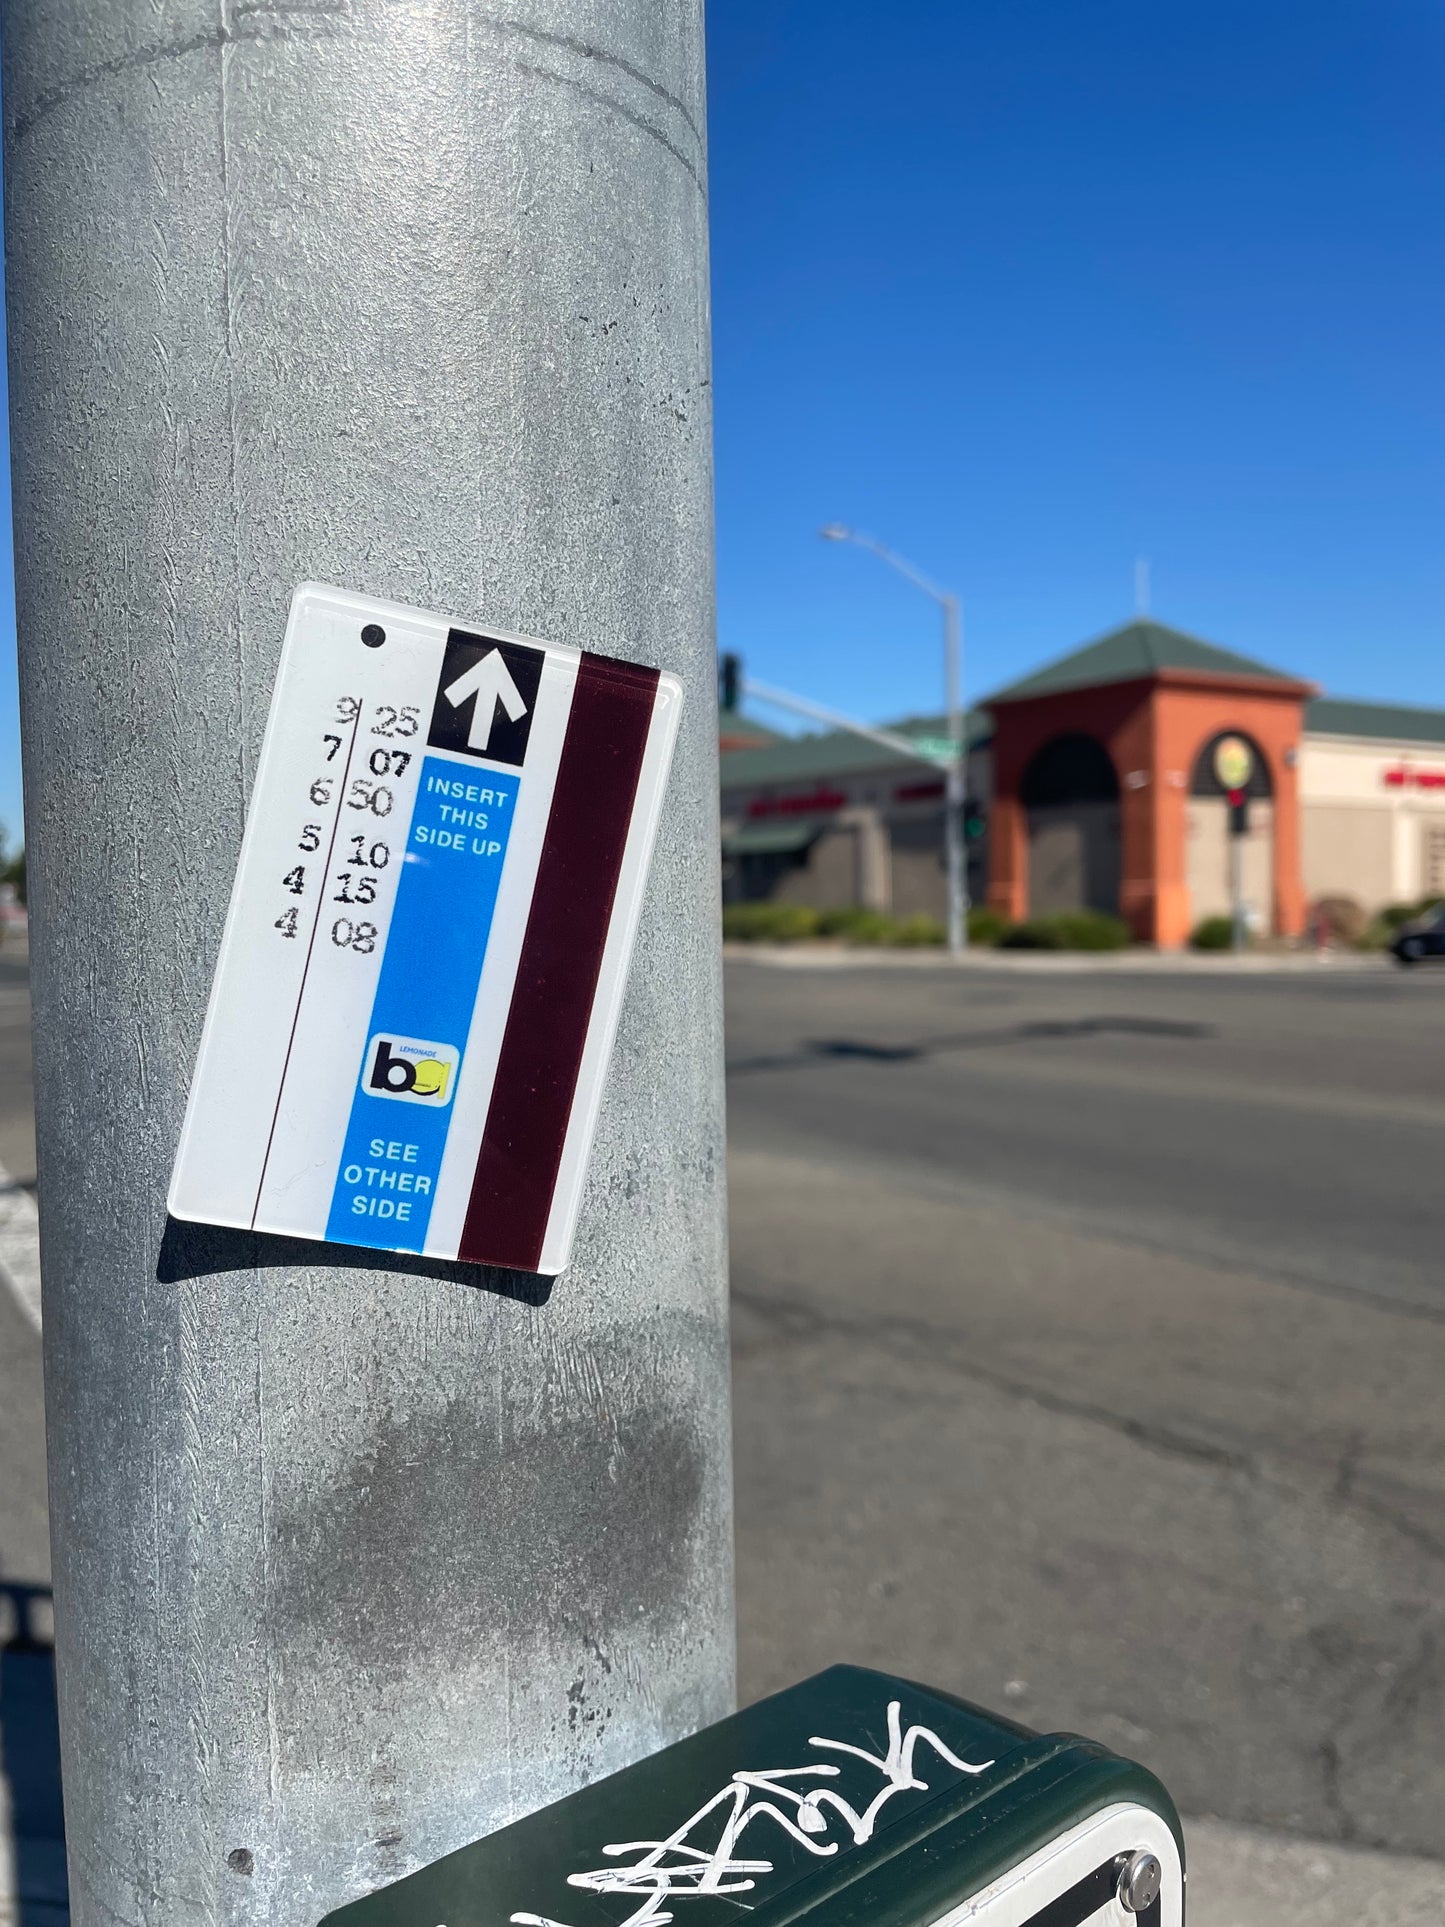 9 25
7 07
6 50
5 10
4 15
4 08
INSERT
THIS
SIDE UP
LEMONADE
ba
SEE
OTHER
SIDE